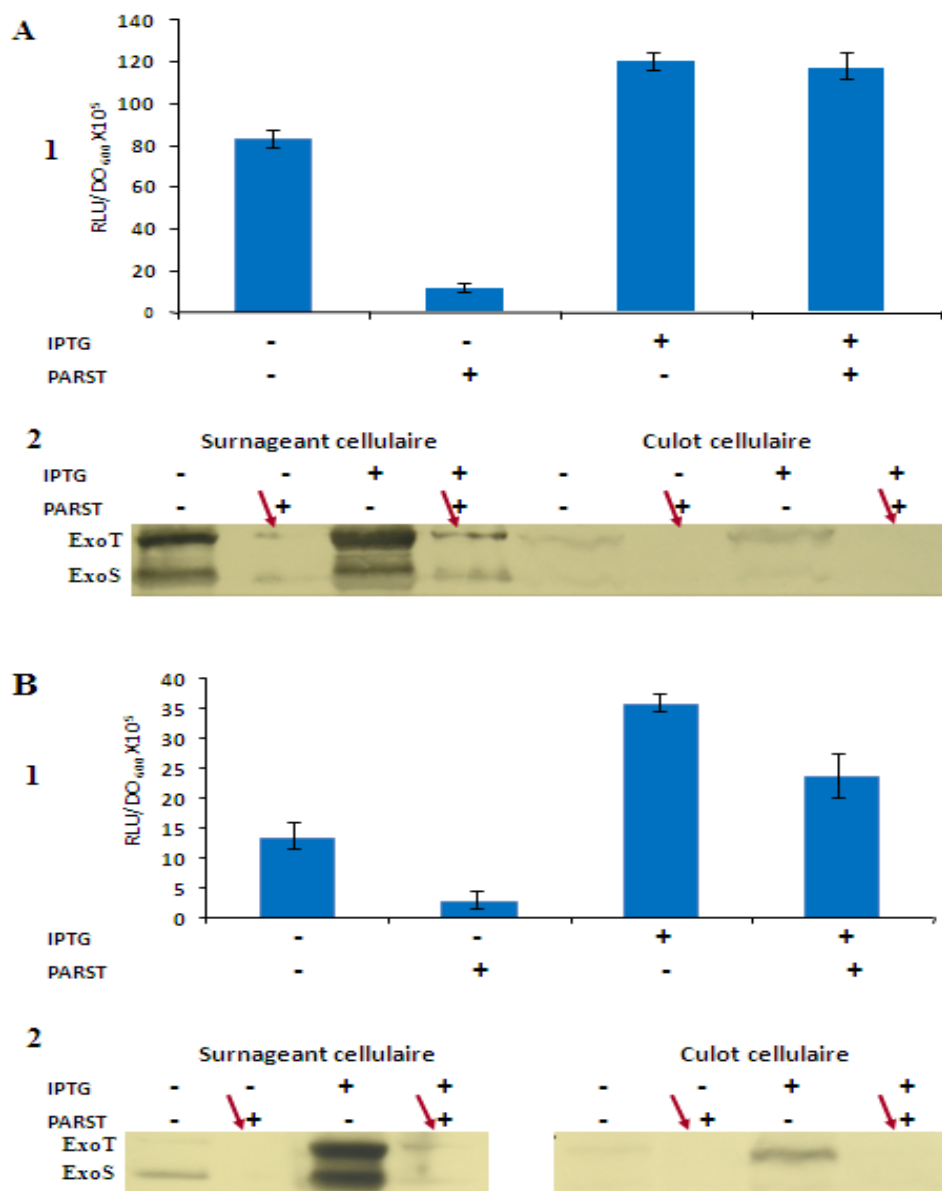 A
140
120
100
80
60
40
20
0
1
RLU/DO600 X10⁵
IPTG - - + +
PARST - + - +
2
Surnageant cellulaire Culot cellulaire
IPTG - - + + - - + +
PARST - + - + - + - +
ExoT
ExoS
B
40
35
30
25
20
15
10
5
0
1
RLU/DO600 X10⁵
IPTG - - + +
PARST - + - +
2
Surnageant cellulaire Culot cellulaire
IPTG - - + + - - + +
PARST - + - + - + - +
ExoT
ExoS